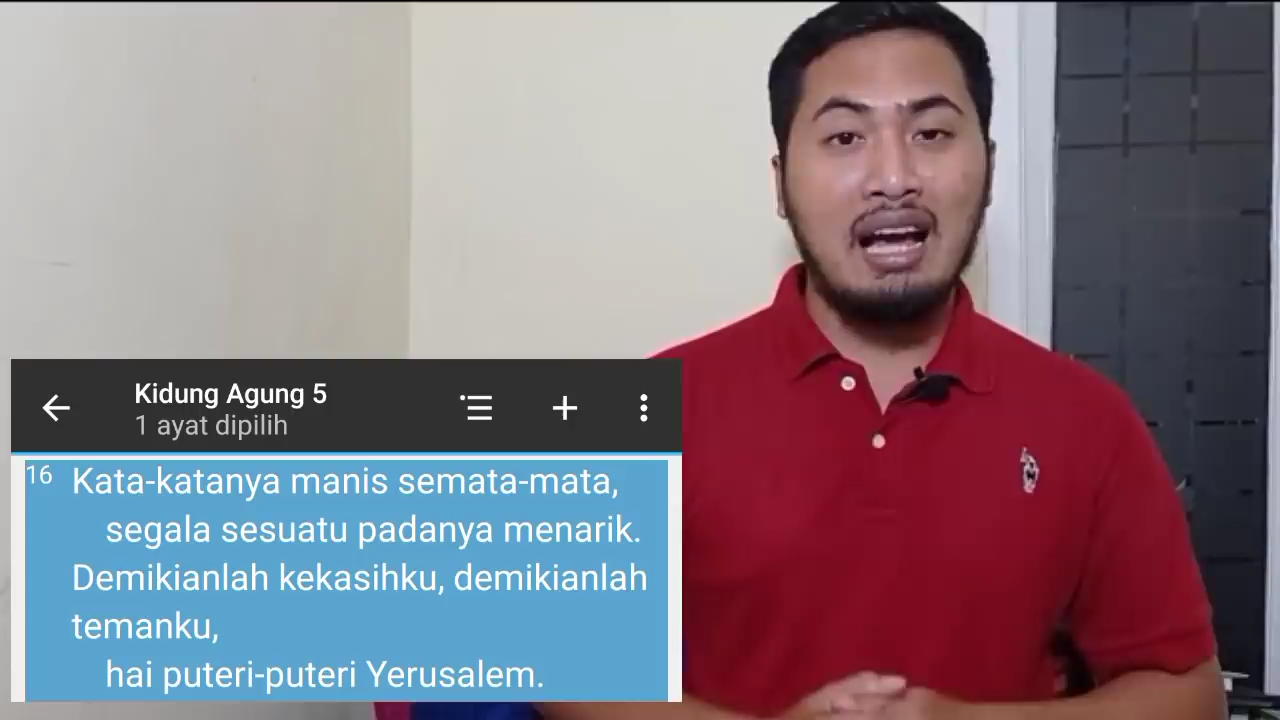 Kidung Agung 5
1 ayat dipilih
16 Kata-katanya manis semata-mata,
segala sesuatu padanya menarik.
Demikianlah kekasihku, demikianlah
temanku,
hai puteri-puteri Yerusalem.